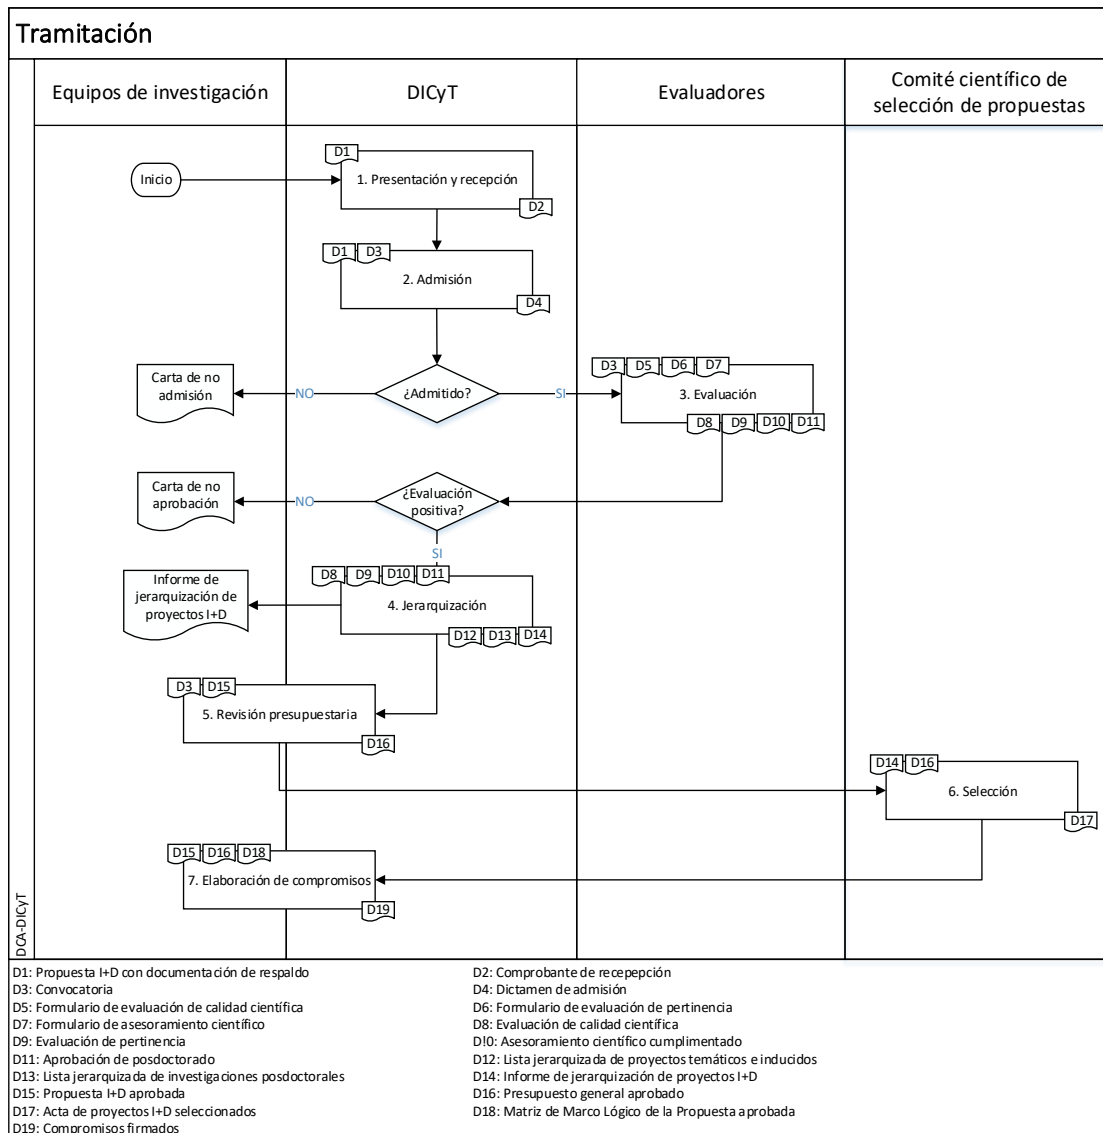 Tramitación
Equipos de investigación
DICyT
Evaluadores
Comité científico de
selección de propuestas
D1
Inicio
1. Presentación y recepción
D2
D1
D3
2. Admisión
D4
Carta de no
admisión
NO
¿Admitido?
SI
D3
D5
D6
D7
3. Evaluación
D8
D9
D10
D11
Carta de no
aprobación
NO
¿Evaluación
positiva?
SI
Informe de
jerarquización de
proyectos I+D
D8
D9
D10
D11
4. Jerarquización
D12
D13
D14
D3
D15
5. Revisión presupuestaria
D16
D14
D16
6. Selección
D17
D15
D16
D18
7. Elaboración de compromisos
D19
DCA-DICyT
D1: Propuesta I+D con documentación de respaldo
D2: Comprobante de recepepción
D3: Convocatoria
D4: Dictamen de admisión
D5: Formulario de evaluación de calidad científica
D6: Formulario de evaluación de pertinencia
D7: Formulario de asesoramiento científico
D8: Evaluación de calidad científica
D9: Evaluación de pertinencia
D!0: Asesoramiento científico cumplimentado
D11: Aprobación de posdoctorado
D12: Lista jerarquizada de proyectos temáticos e inducidos
D13: Lista jerarquizada de investigaciones posdoctorales
D14: Informe de jerarquización de proyectos I+D
D15: Propuesta I+D aprobada
D16: Presupuesto general aprobado
D17: Acta de proyectos I+D seleccionados
D18: Matriz de Marco Lógico de la Propuesta aprobada
D19: Compromisos firmados